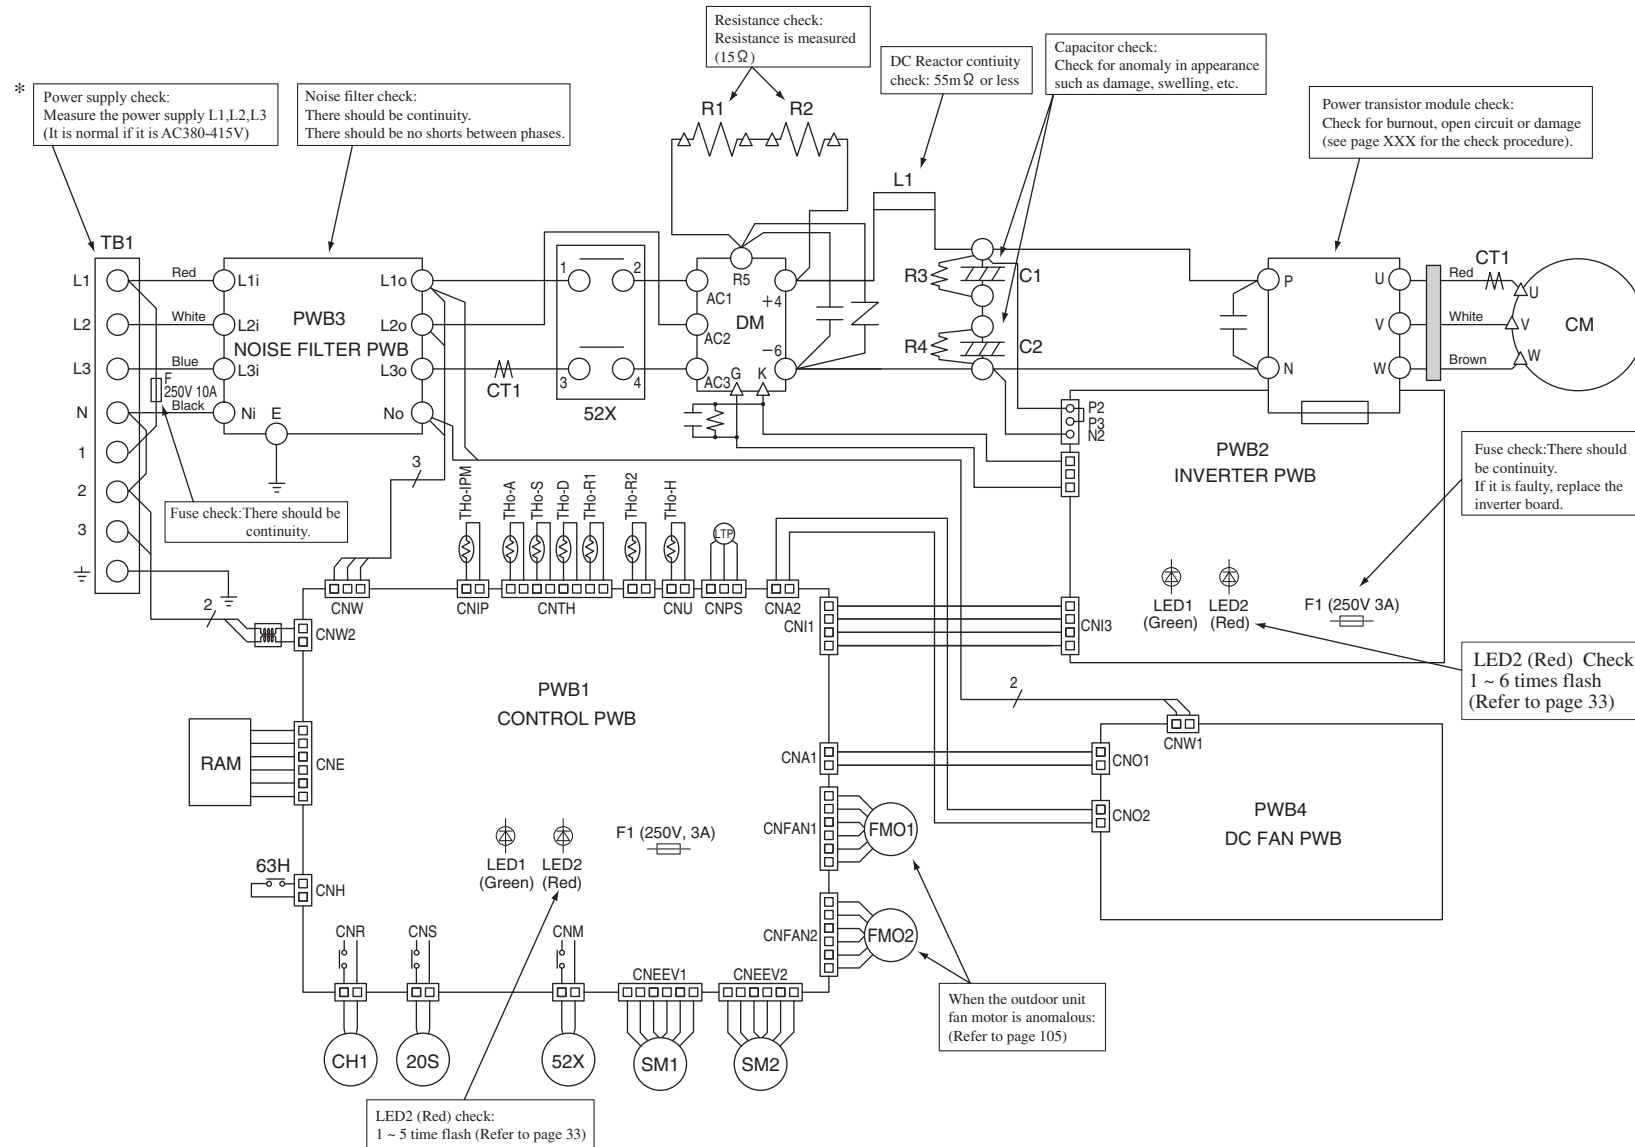 Resistance check:
Resistance is measured
(15Ω)
DC Reactor contiuity
check: 55mΩ or less
Capacitor check:
Check for anomaly in appearance
such as damage, swelling, etc.
*
Power supply check:
Measure the power supply L1,L2,L3
(It is normal if it is AC380-415V)
Noise filter check:
There should be continuity.
There should be no shorts between phases.
Power transistor module check:
Check for burnout, open circuit or damage
(see page XXX for the check procedure).
R1
R2
L1
TB1
L1
Red
L1i
L1o
1
2
AC1
R5
+4
R3
C1
P
U
Red
CT1
U
L2
White
L2i
PWB3
NOISE FILTER PWB
L2o
AC2
DM
V
White
V
CM
L3
Blue
L3i
L3o
CT1
3
4
52X
AC3
G
K
−6
R4
C2
N
W
Brown
W
F
250V 10A
N
Black
Ni
E
No
P2
P3
N2
1
2
3
Fuse check:There should be
continuity.
3
PWB2
INVERTER PWB
Fuse check:There should
be continuity.
If it is faulty, replace the
inverter board.
THo-IPM
THo-A
THo-S
THo-D
THo-R1
THo-R2
THo-H
LTP
CNW
CNIP
CNTH
CNU
CNPS
CNA2
CNI1
CNI3
LED1
(Green)
LED2
(Red)
F1 (250V 3A)
2
CNW2
LED2 (Red) Check
1 ~ 6 times flash
(Refer to page 33)
PWB1
CONTROL PWB
2
CNW1
RAM
CNE
CNA1
CNO1
CNO2
PWB4
DC FAN PWB
CNFAN1
FMO1
LED1
(Green)
LED2
(Red)
F1 (250V, 3A)
63H
CNH
CNFAN2
FMO2
CNR
CNS
CNM
CNEEV1
CNEEV2
When the outdoor unit
fan motor is anomalous:
(Refer to page 105)
CH1
20S
52X
SM1
SM2
LED2 (Red) check:
1 ~ 5 time flash (Refer to page 33)